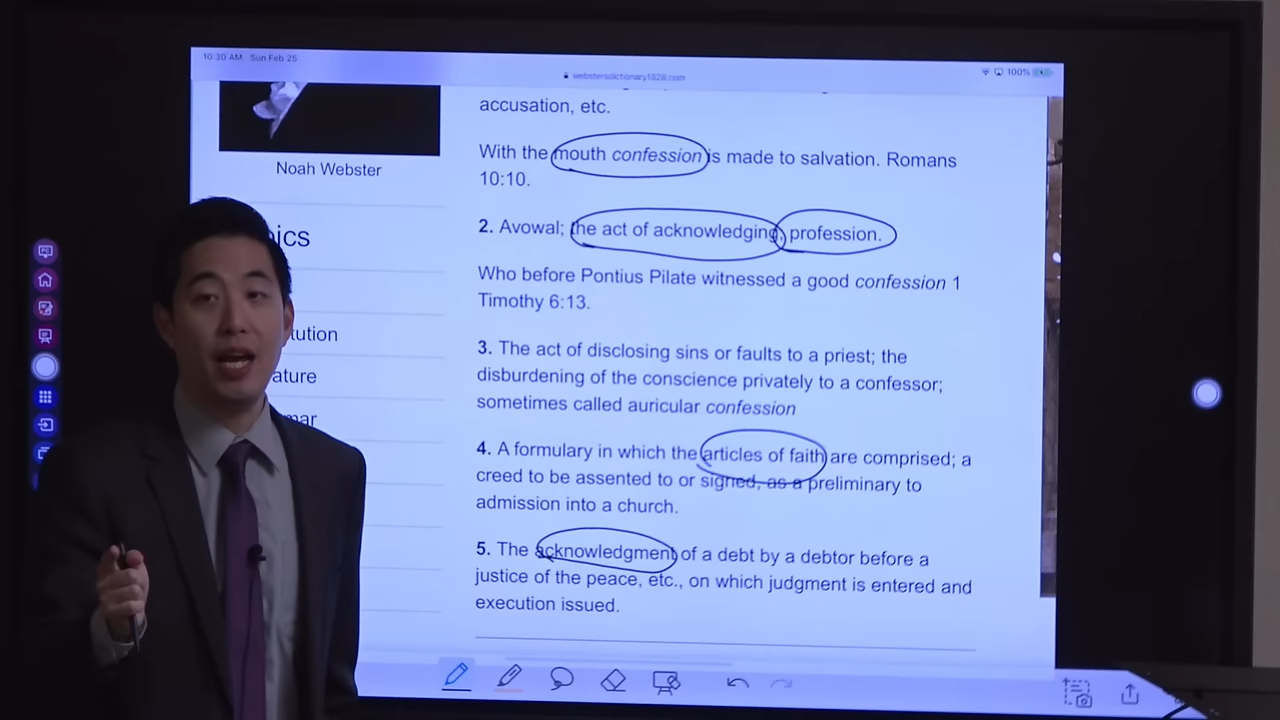 10:30 AM Sun Feb 25
webstersdictionary1828.com
100%
accusation, etc.
Noah Webster
With the mouth confession is made to salvation. Romans
10:10.
2. Avowal; the act of acknowledging; profession.
Who before Pontius Pilate witnessed a good confession 1
Timothy 6:13.
3. The act of disclosing sins or faults to a priest; the
disburdening of the conscience privately to a confessor;
sometimes called auricular confession
4. A formulary in which the articles of faith are comprised; a
creed to be assented to or signed, as a preliminary to
admission into a church.
5. The acknowledgment of a debt by a debtor before a
justice of the peace, etc., on which judgment is entered and
execution issued.